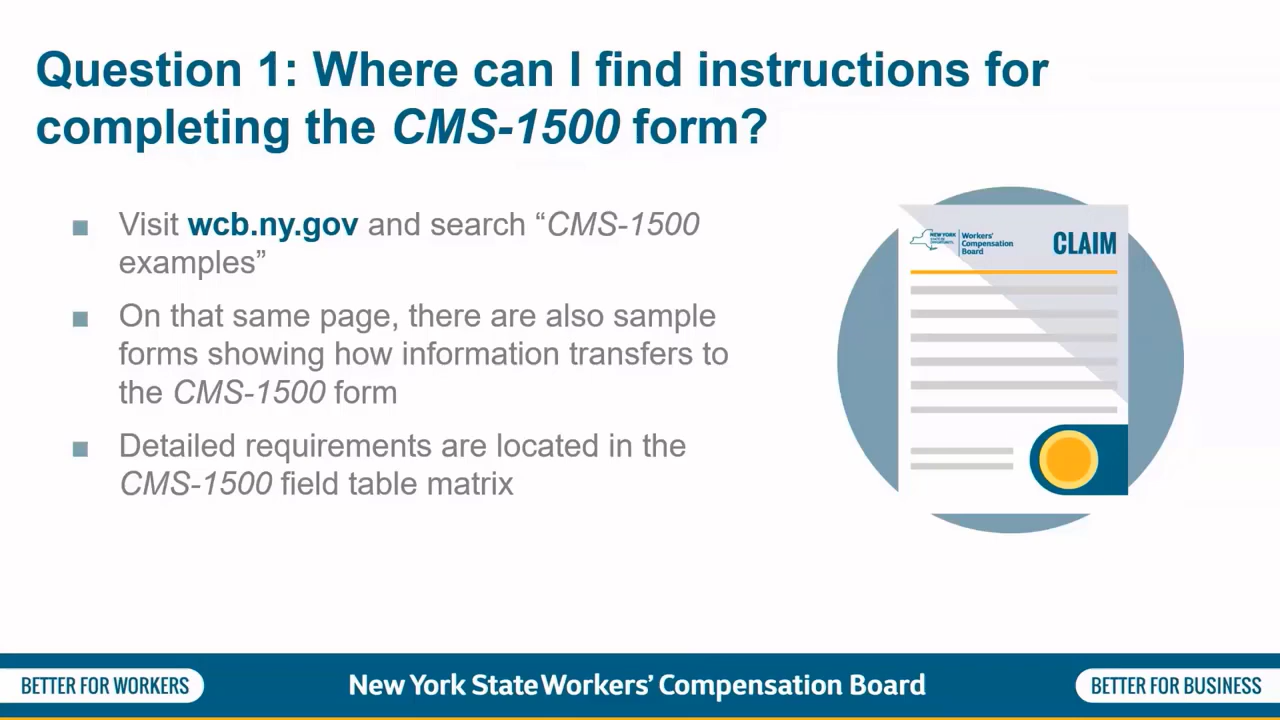 Question 1: Where can I find instructions for
completing the CMS-1500 form?
Visit wcb.ny.gov and search “CMS-1500
examples”
On that same page, there are also sample
forms showing how information transfers to
the CMS-1500 form
Detailed requirements are located in the
CMS-1500 field table matrix
NEW YORK
Workers’
Compensation
Board
CLAIM
BETTER FOR WORKERS
New York State Workers’ Compensation Board
BETTER FOR BUSINESS